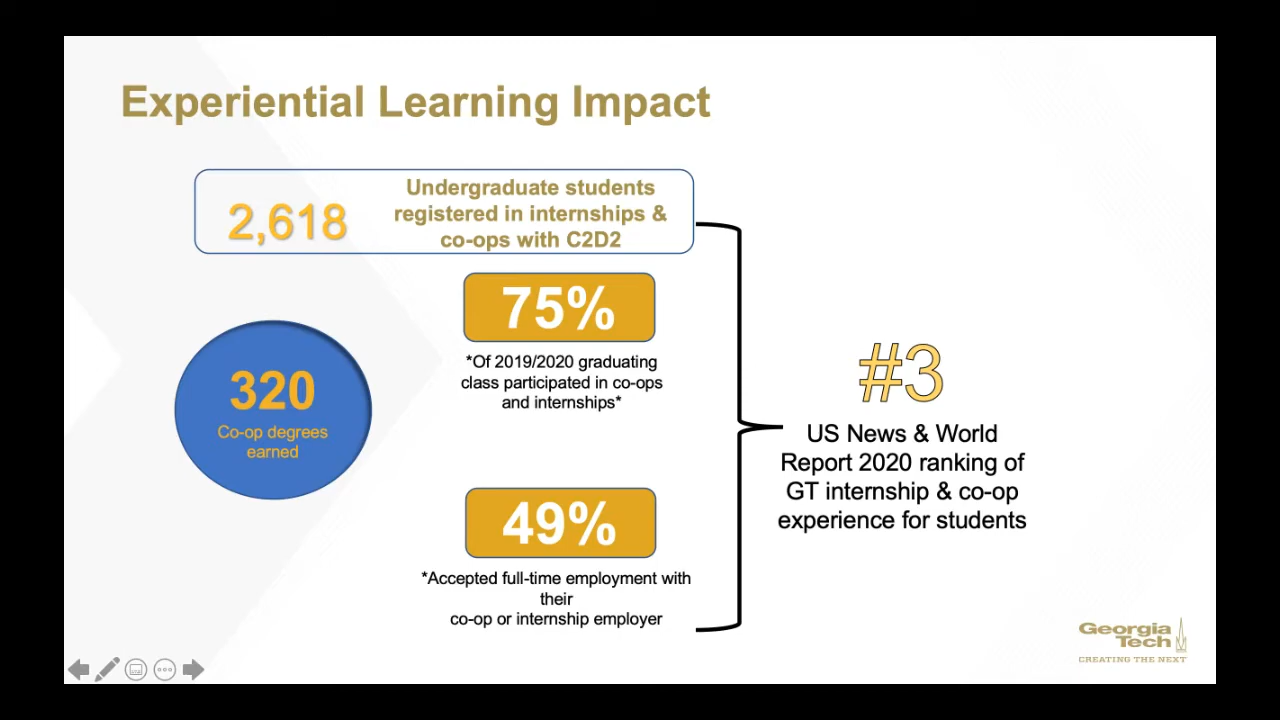 Experiential Learning Impact
2,618
Undergraduate students
registered in internships &
co-ops with C2D2
75%
*Of 2019/2020 graduating
class participated in co-ops
and internships*
320
Co-op degrees
earned
49%
*Accepted full-time employment with
their
co-op or internship employer
#3
US News & World
Report 2020 ranking of
GT internship & co-op
experience for students
Georgia
Tech
CREATING THE NEXT